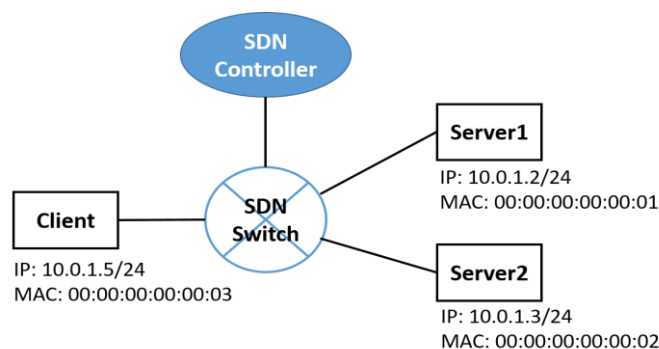 SDN
Controller
Server1
IP: 10.0.1.2/24
MAC: 00:00:00:00:00:01
Client
IP: 10.0.1.5/24
MAC: 00:00:00:00:00:03
SDN
Switch
Server2
IP: 10.0.1.3/24
MAC: 00:00:00:00:00:02